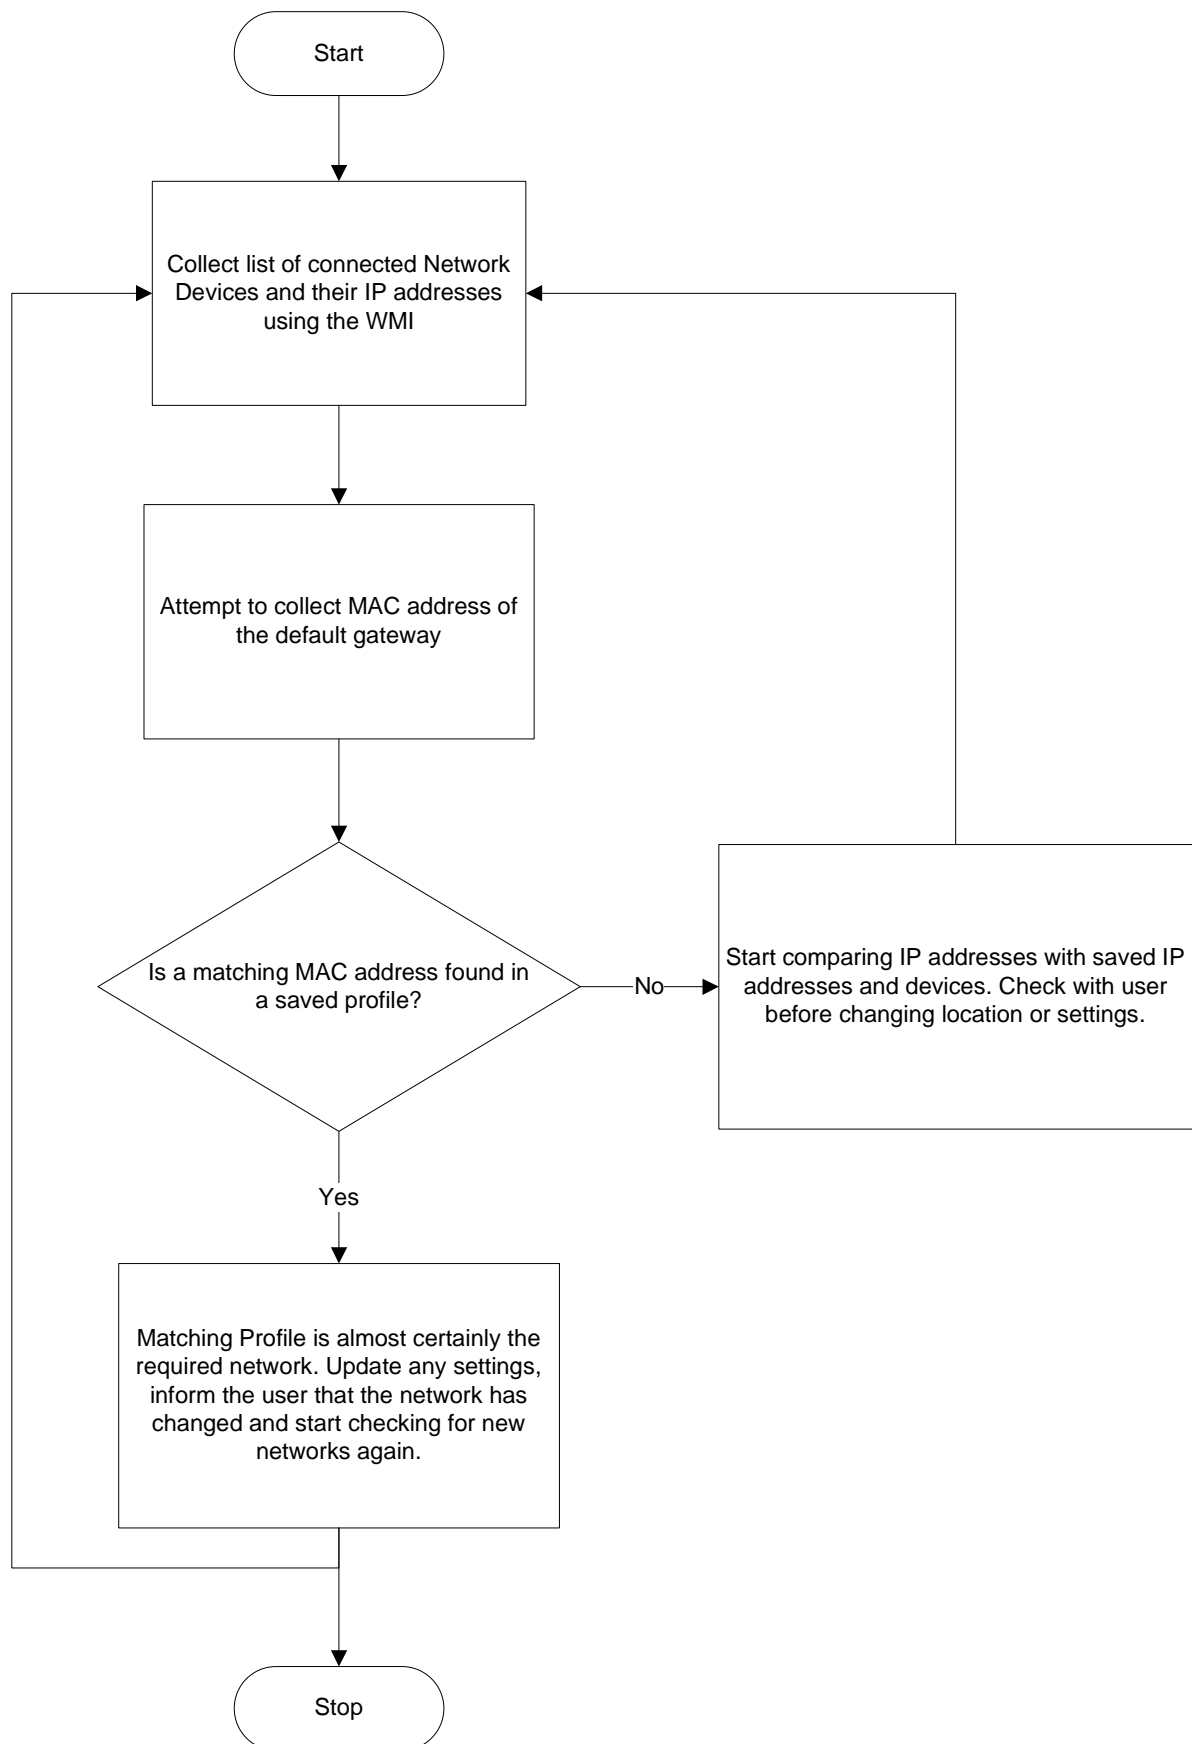 Start
Collect list of connected Network
Devices and their IP addresses
using the WMI
Attempt to collect MAC address of
the default gateway
Is a matching MAC address found in
a saved profile?
No
Start comparing IP addresses with saved IP
addresses and devices. Check with user
before changing location or settings.
Yes
Matching Profile is almost certainly the
required network. Update any settings,
inform the user that the network has
changed and start checking for new
networks again.
Stop